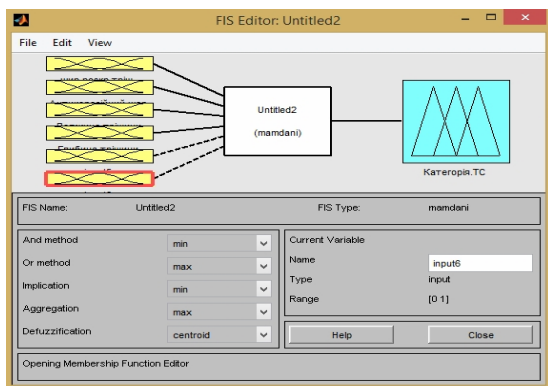 FIS Editor: Untitled2
File Edit View
Untitled2
(mamdani)
Категорія.ТС
FIS Name: Untitled2 FIS Type: mamdani
And method min
Or method max
Implication min
Aggregation max
Defuzzification centroid
Current Variable
Name input6
Type input
Range [0 1]
Help Close
Opening Membership Function Editor